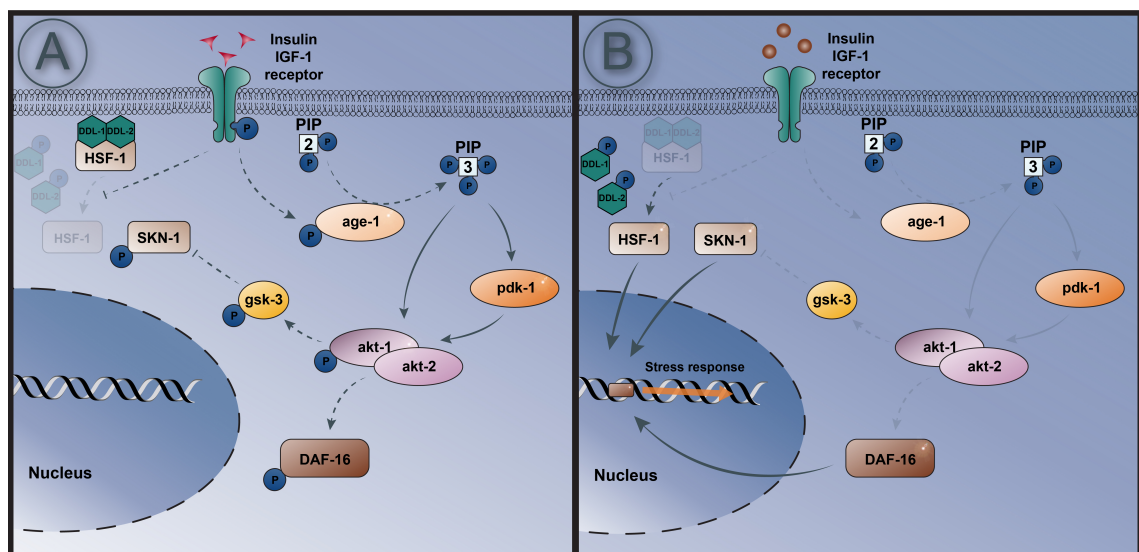 A
Insulin
IGF-1
receptor
P
DDL-1 DDL-2
HSF-1
PIP
2 P
P
PIP
P 3 P
P
DDL-1
P
DDL-2
HSF-1
SKN-1
P
age-1
P
gsk-3
P
pdk-1
akt-1
P
akt-2
DAF-16
P
Nucleus
B
Insulin
IGF-1
receptor
DDL-1 DDL-2
HSF-1
P
DDL-1
P
DDL-2
PIP
2 P
P
PIP
3 P
P
HSF-1
SKN-1
age-1
gsk-3
pdk-1
akt-1
akt-2
Stress response
DAF-16
Nucleus